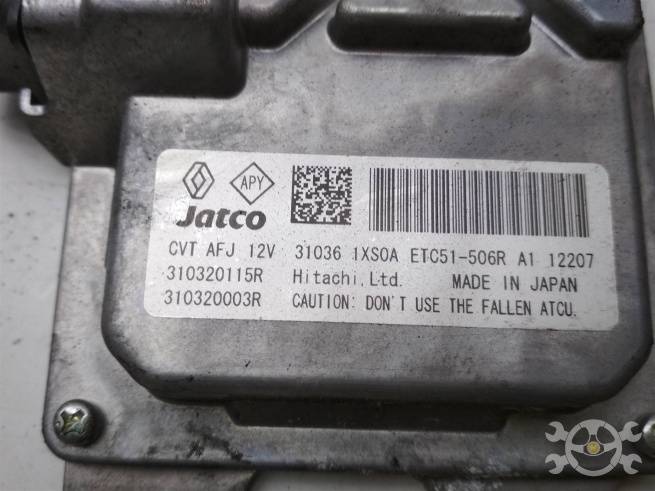 APY
Jatco
CVT AFJ 12V 31036 1XS0A ETC51-506R A1 12207
310320115R Hitachi,Ltd. MADE IN JAPAN
310320003R CAUTION: DON'T USE THE FALLEN ATCU.